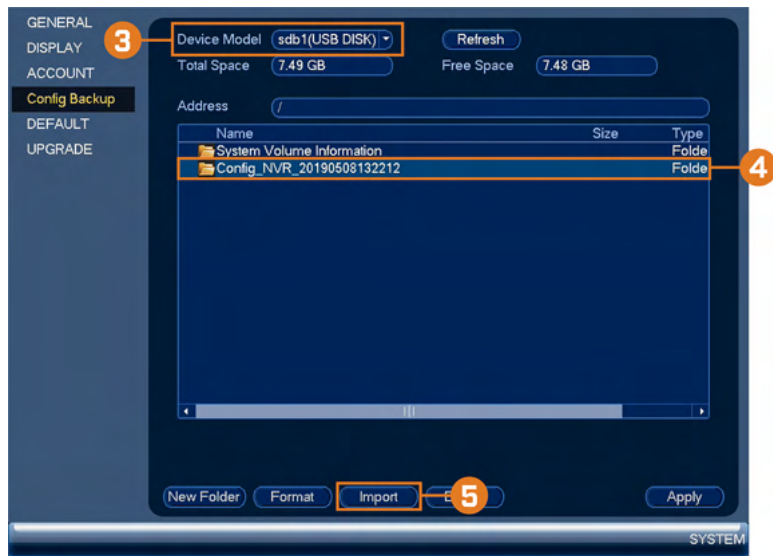 GENERAL
DISPLAY
ACCOUNT
Config Backup
DEFAULT
UPGRADE
3
Device Model sdb1(USB DISK) Refresh
Total Space 7.49 GB Free Space 7.48 GB
Address /
Name Size Type
System Volume Information Folde
Config_NVR_20190508132212 Folde
4
New Folder Format Import 5 Apply
SYSTEM